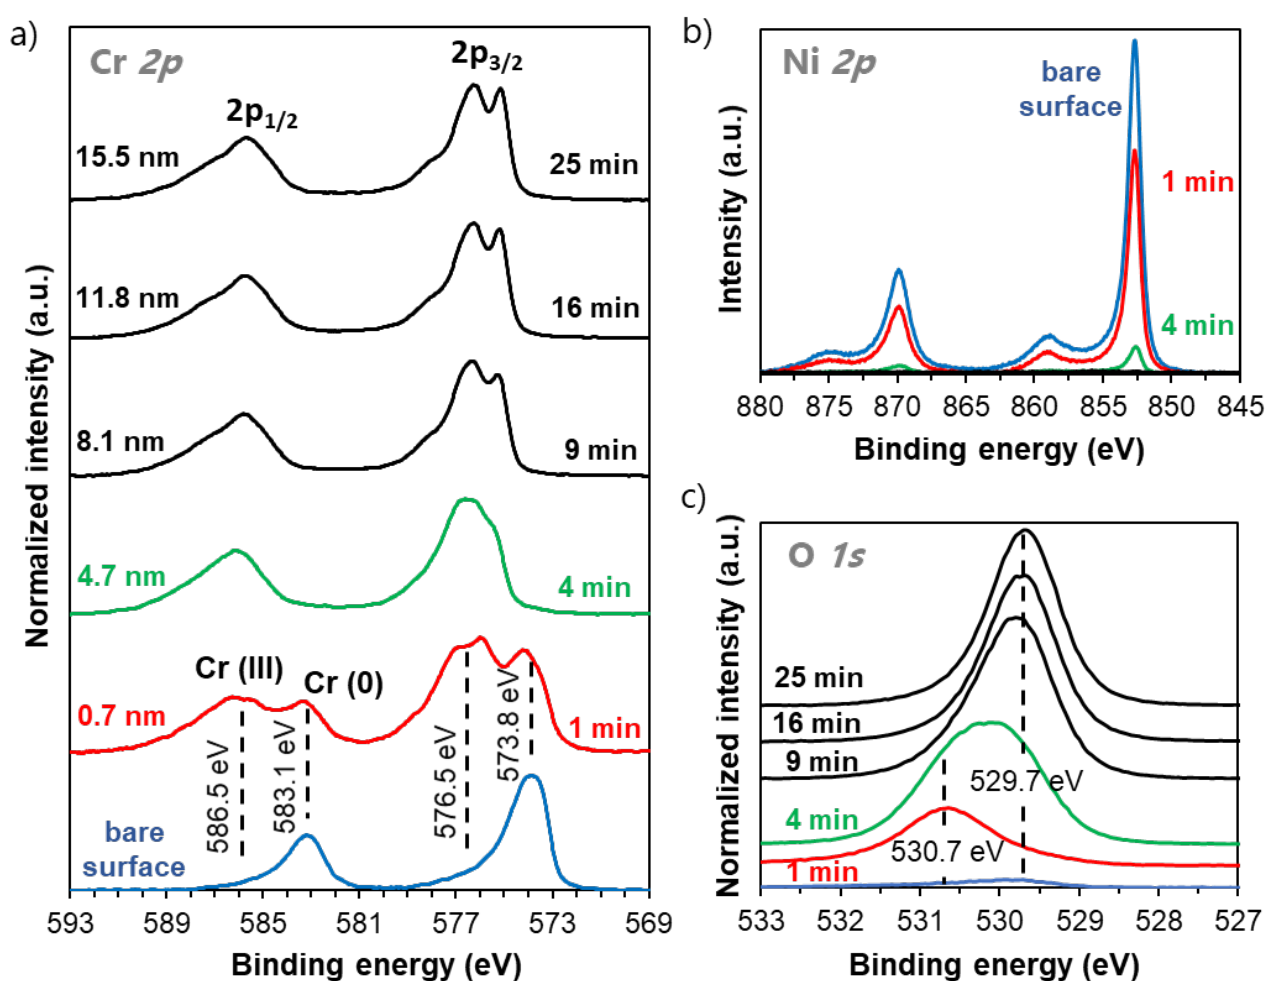 a)
Cr 2p
2p3/2
2p1/2
15.5 nm
25 min
11.8 nm
16 min
8.1 nm
9 min
4.7 nm
4 min
Cr (III)
Cr (0)
0.7 nm
1 min
586.5 eV
583.1 eV
576.5 eV
573.8 eV
bare
surface
593 589 585 581 577 573 569
Binding energy (eV)
Normalized intensity (a.u.)
b)
Ni 2p
bare
surface
1 min
4 min
880 875 870 865 860 855 850 845
Binding energy (eV)
Intensity (a.u.)
c)
O 1s
25 min
16 min
9 min
529.7 eV
4 min
530.7 eV
1 min
533 531 530 529 528 527
Binding energy (eV)
Normalized intensity (a.u.)